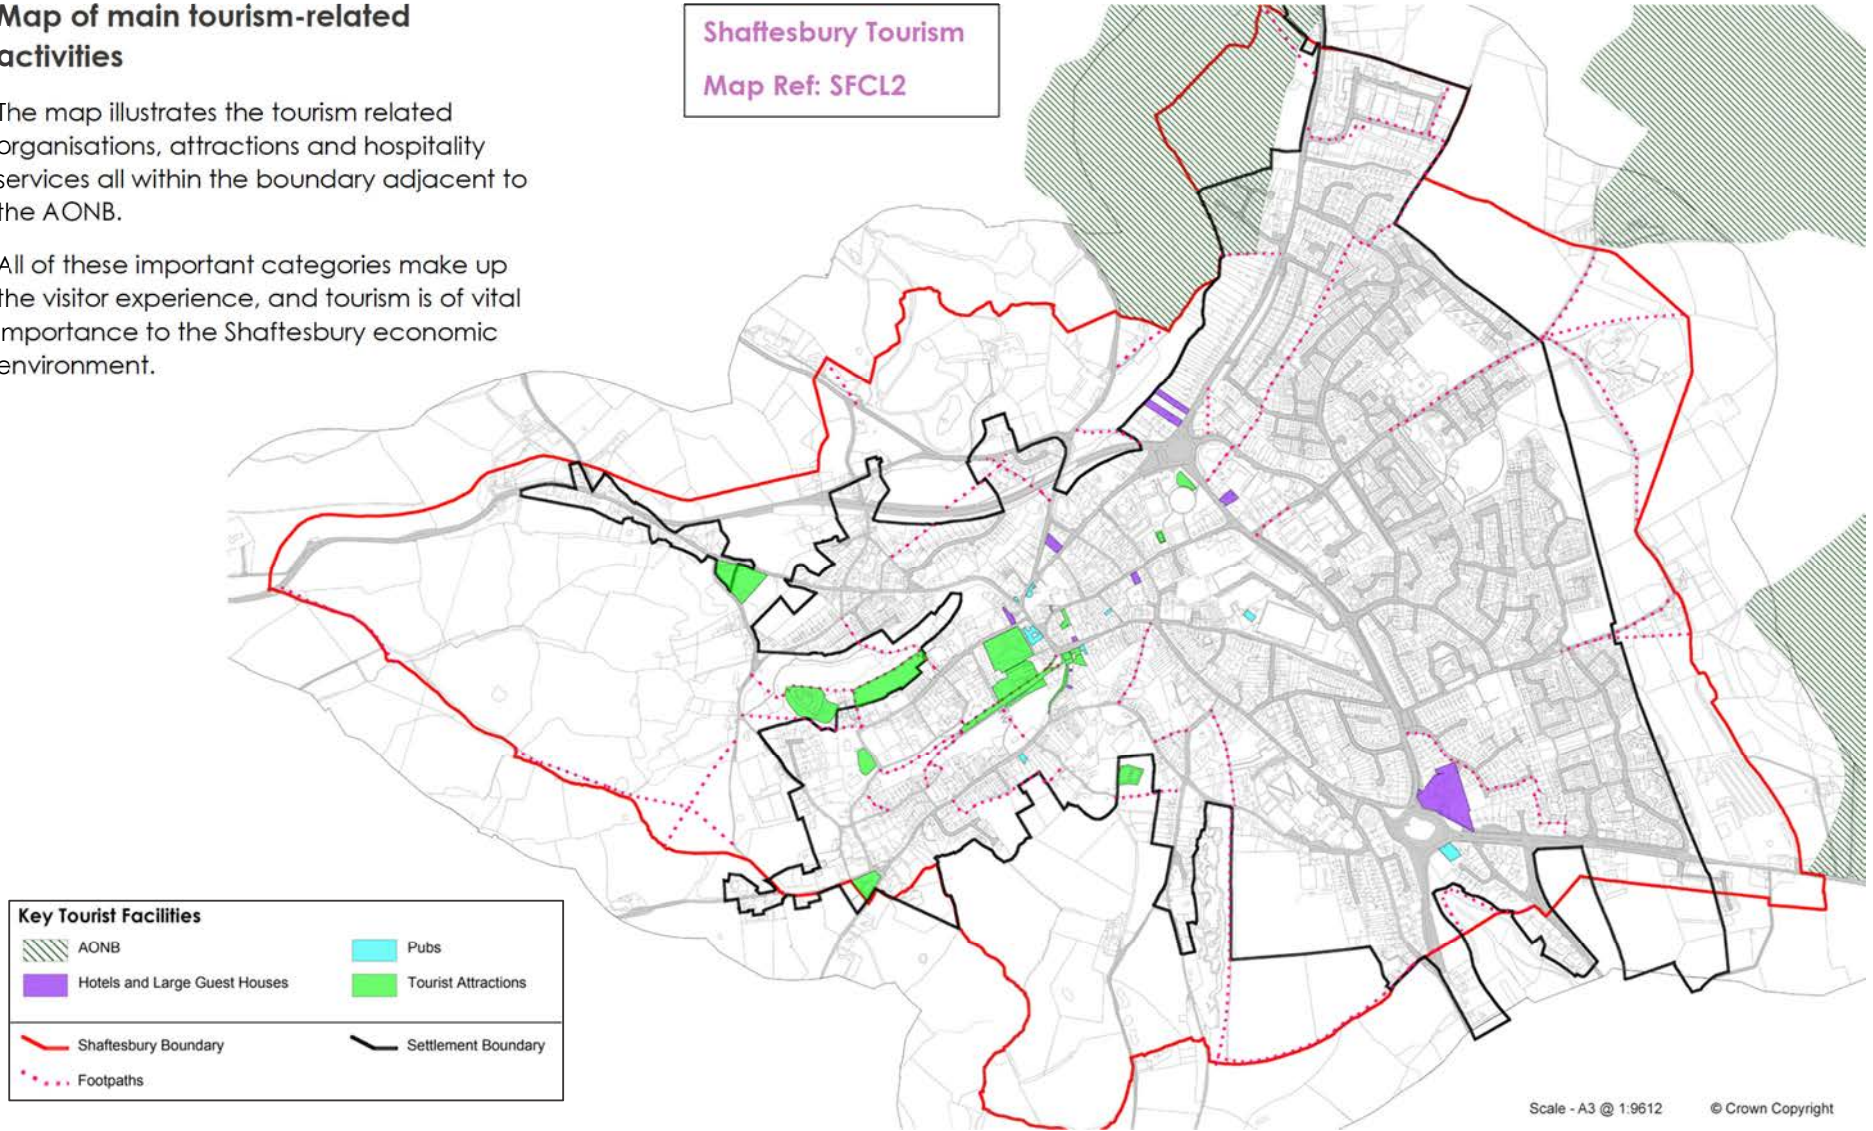 Map of main tourism-related
activities
The map illustrates the tourism related
organisations, attractions and hospitality
services all within the boundary adjacent to
the AONB.
All of these important categories make up
the visitor experience, and tourism is of vital
importance to the Shaftesbury economic
environment.
Shaftesbury Tourism
Map Ref: SFCL2
Key Tourist Facilities
AONB
Pubs
Hotels and Large Guest Houses
Tourist Attractions
Shaftesbury Boundary
Settlement Boundary
Footpaths
Scale - A3 @ 1:9612
© Crown Copyright